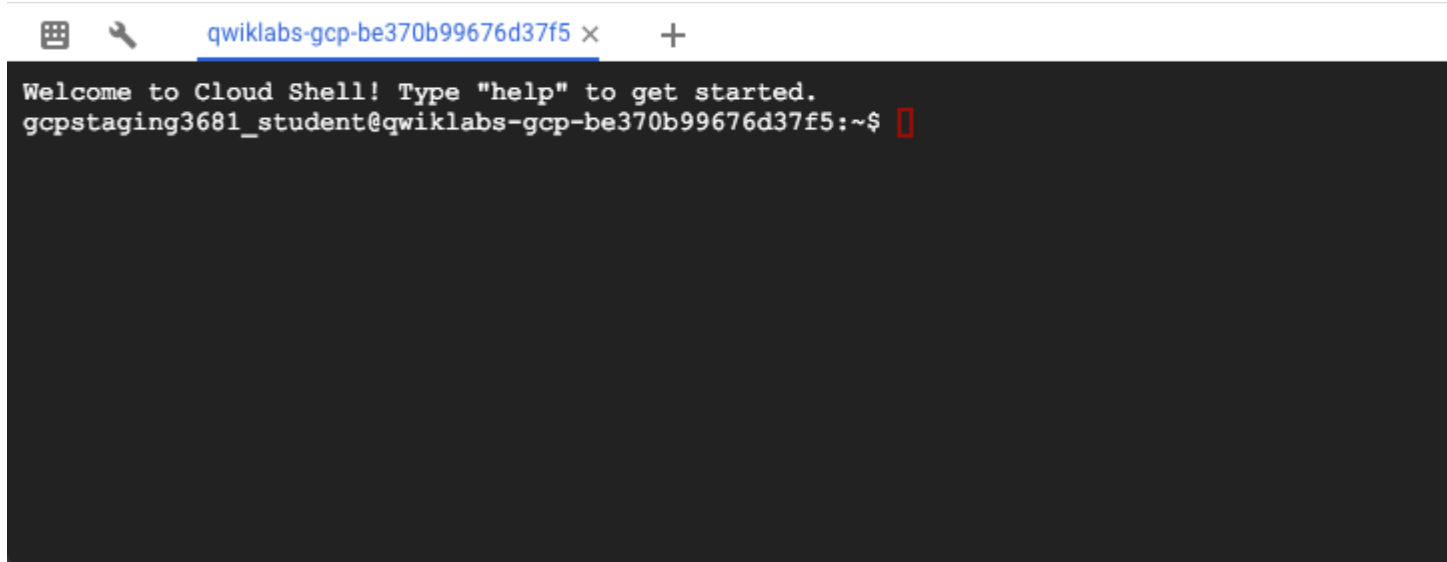 qwiklabs-gcp-be370b99676d37f5
Welcome to Cloud Shell! Type "help" to get started.
gcpstaging3681_student@qwiklabs-gcp-be370b99676d37f5:~$